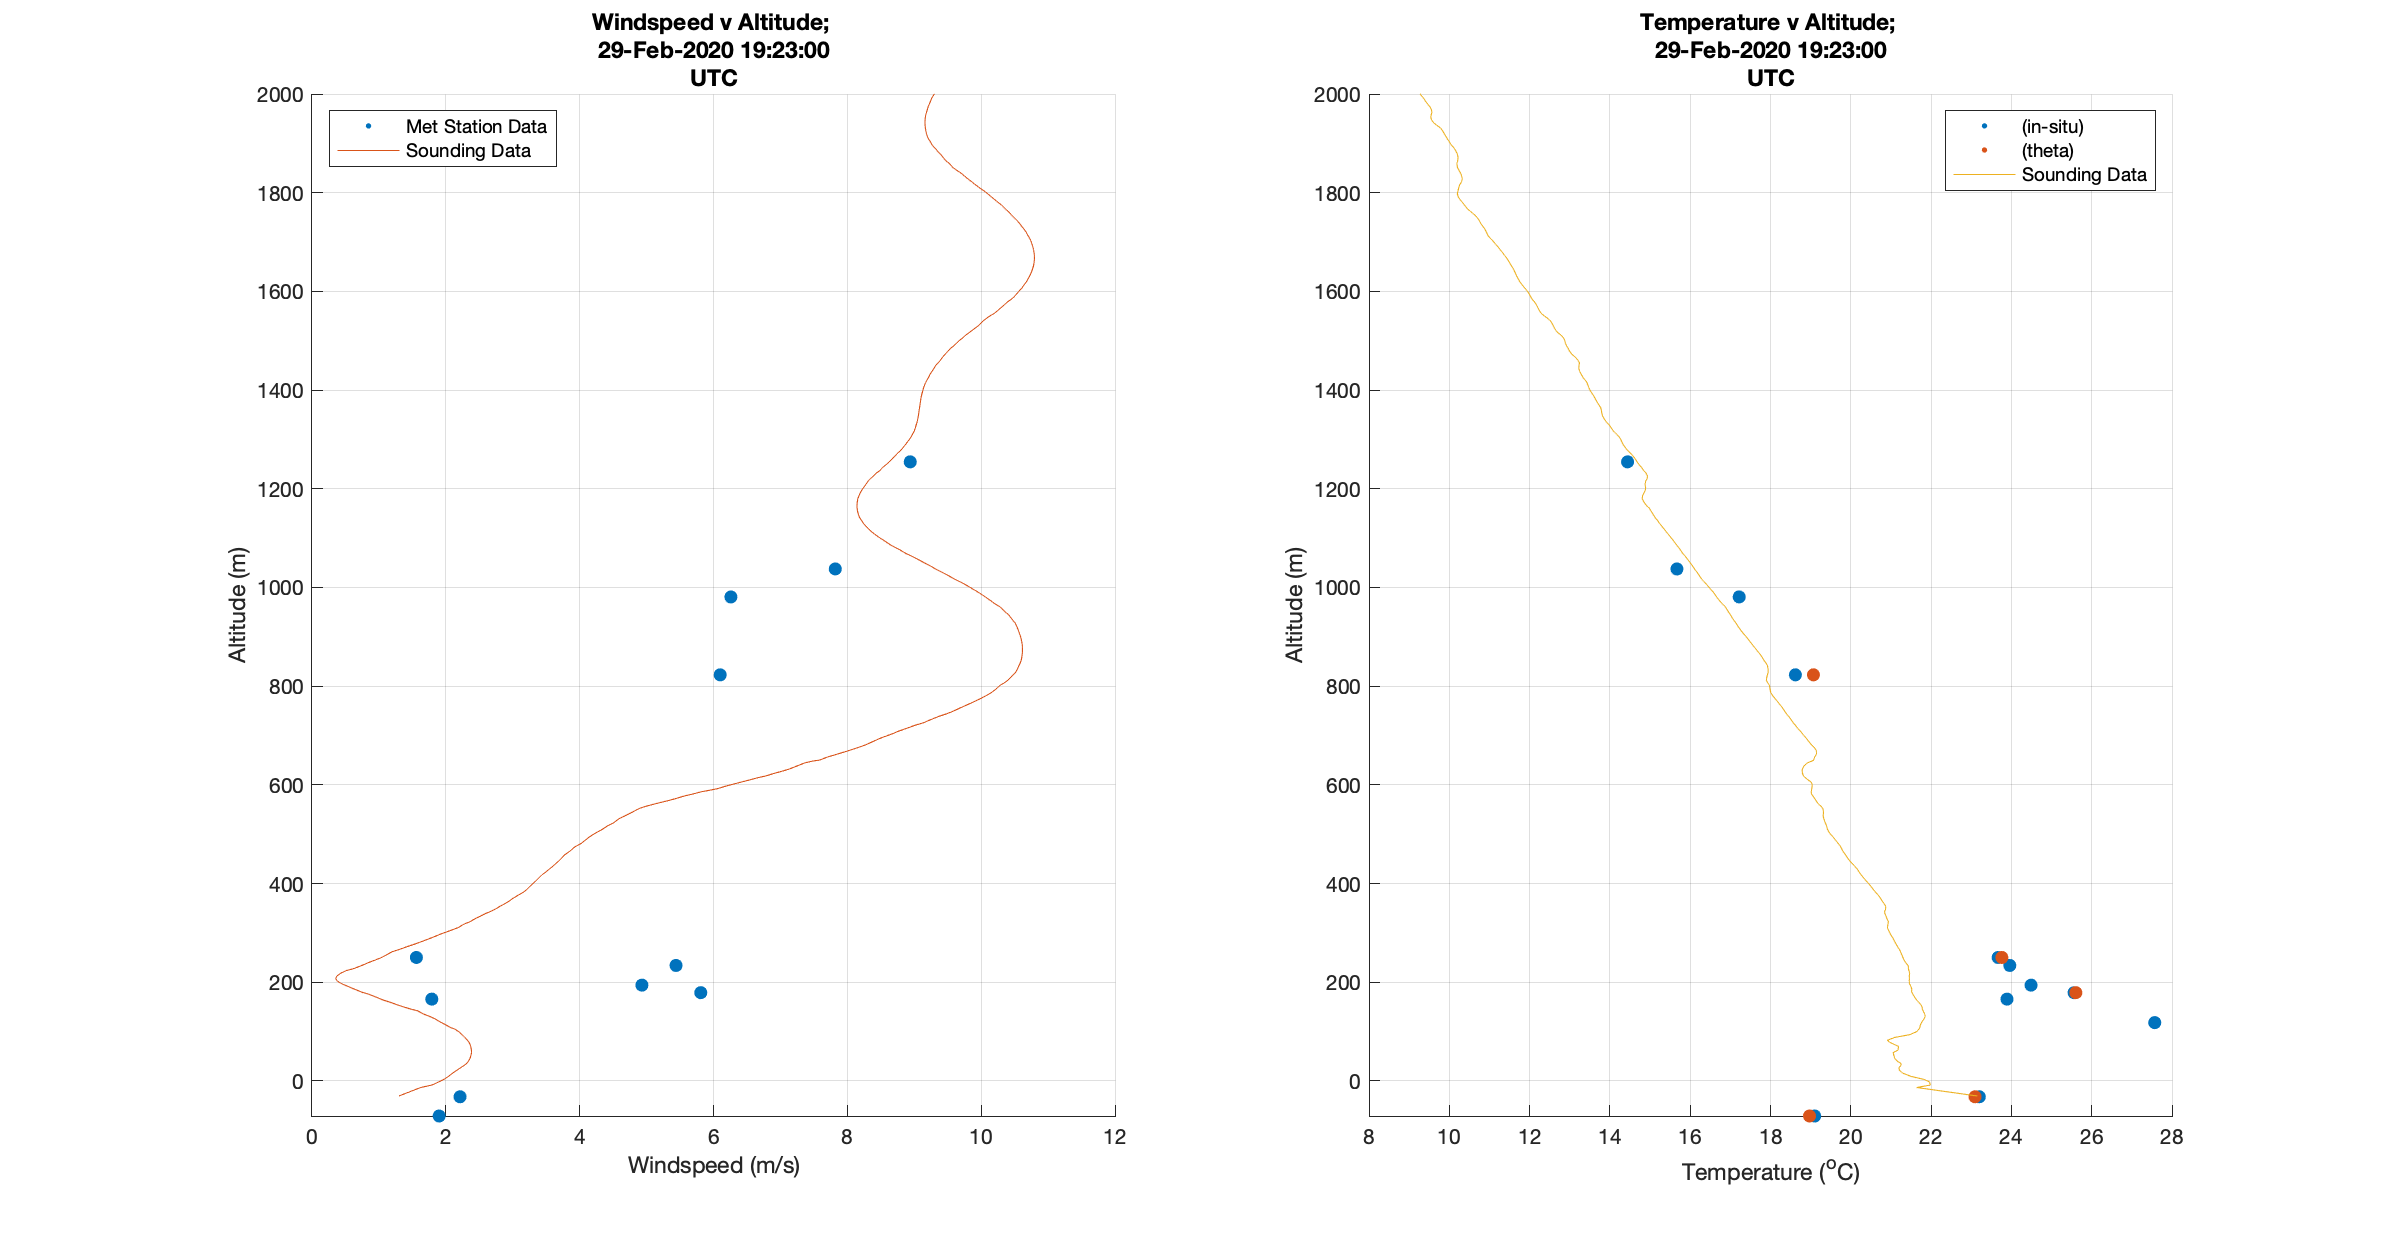 Windspeed v Altitude;
29-Feb-2020 19:23:00
UTC
2000
1800
1600
1400
1200
1000
800
600
400
200
0
Altitude (m)
Met Station Data
Sounding Data
0 2 4 6 8 10 12
Windspeed (m/s)
Temperature v Altitude;
29-Feb-2020 19:23:00
UTC
2000
1800
1600
1400
1200
1000
800
600
400
200
0
Altitude (m)
(in-situ)
(theta)
Sounding Data
8 10 12 14 16 18 20 22 24 26 28
Temperature (°C)